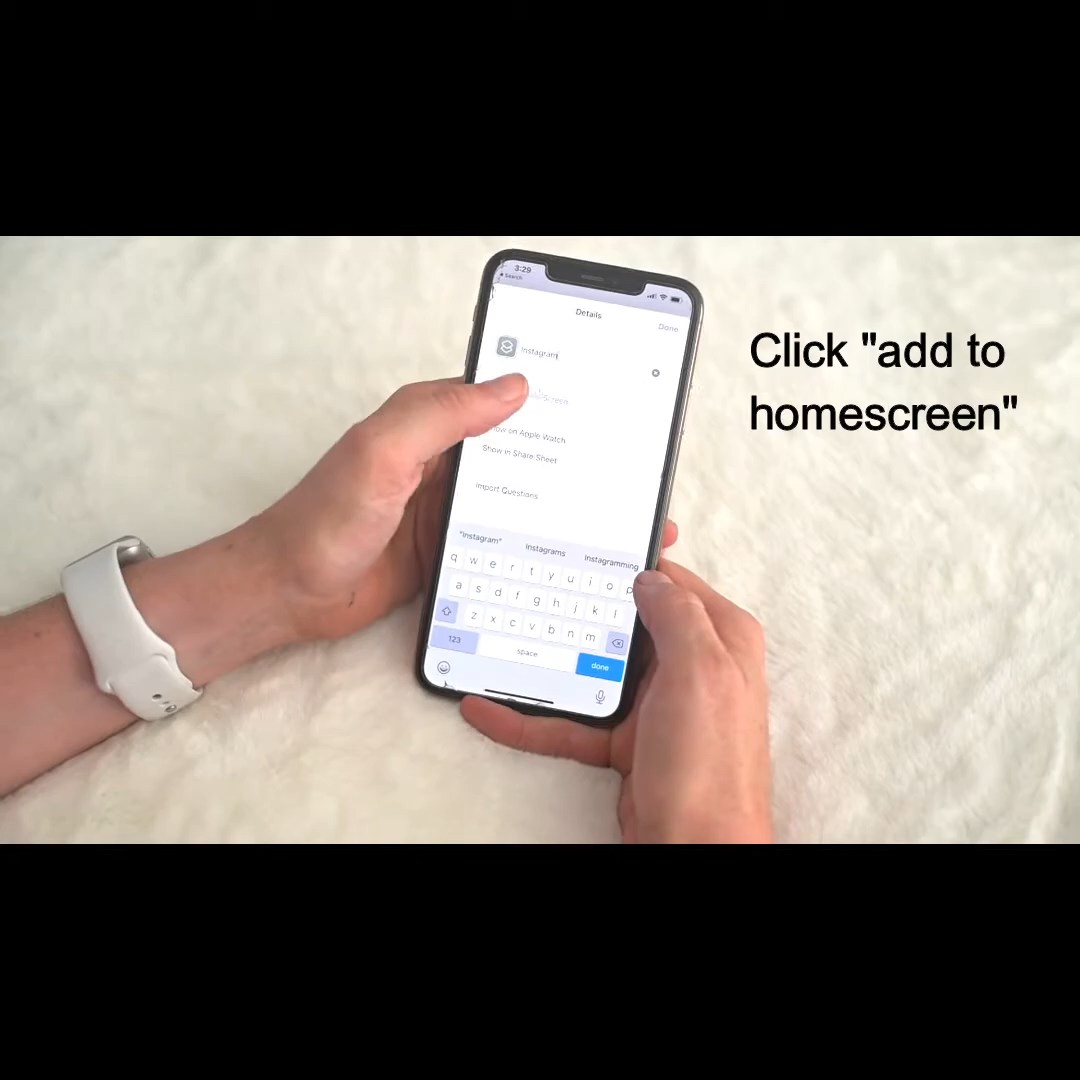 3:29
Search
Details
Done
Instagram
Click "add to
homescreen"
Show on Apple Watch
Show in Share Sheet
Import Questions
"Instagram" Instagrams Instagramming
q w e r t y u i o p
a s d f g h j k l
z x c v b n m
123 space done